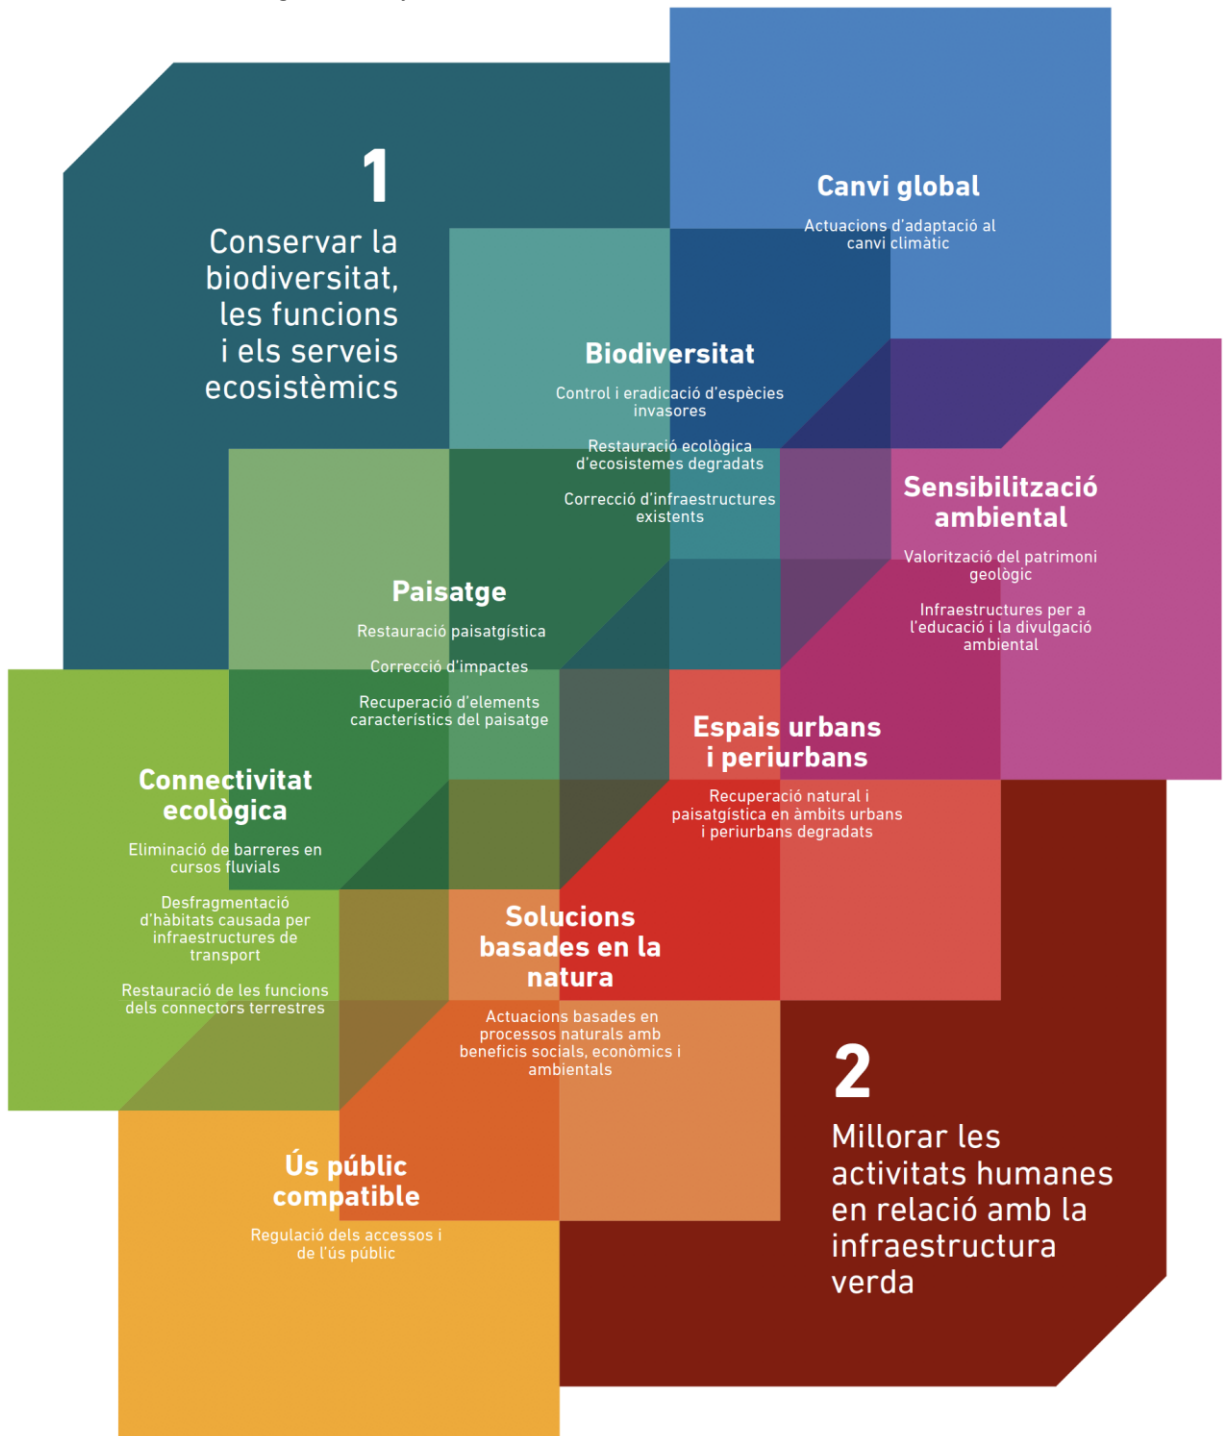 1
Conservar la
biodiversitat,
les funcions
i els serveis
ecosistèmics
Canvi global
Actuacions d'adaptació al
canvi climàtic
Biodiversitat
Control i eradicació d'espècies
invasores
Restauració ecològica
d'ecosistemes degradats
Correcció d'infraestructures
existents
Sensibilització
ambiental
Valorització del patrimoni
geològic
Infraestructures per a
l'educació i la divulgació
ambiental
Paisatge
Restauració paisatgística
Correcció d'impactes
Recuperació d'elements
característics del paisatge
Espais urbans
i periurbans
Recuperació natural i
paisatgística en àmbits urbans
i periurbans degradats
Connectivitat
ecològica
Eliminació de barreres en
cursos fluvials
Desfragmentació
d'hàbitats causada per
infraestructures de
transport
Restauració de les funcions
dels connectors terrestres
Solucions
basades en la
natura
Actuacions basades en
processos naturals amb
beneficis socials, econòmics i
ambientals
Ús públic
compatible
Regulació dels accessos i
de l'ús públic
2
Millorar les
activitats humanes
en relació amb la
infraestructura
verda